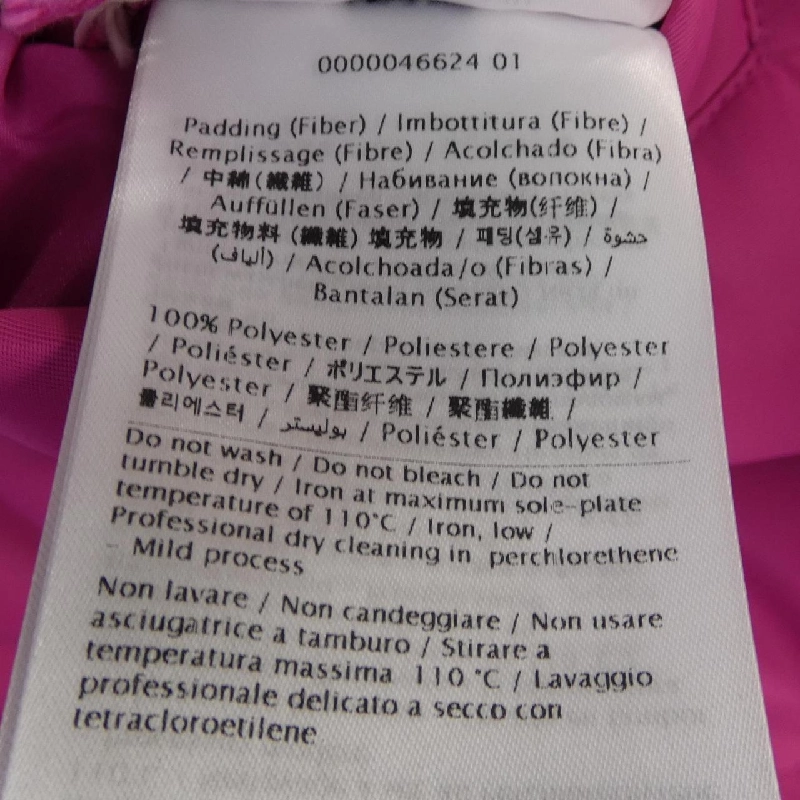 0000046624 01
Padding (Fiber) / Imbottitura (Fibre) /
Remplissage (Fibre) / Acolchado (Fibra)
/ 中綿(繊維) / Набивание (волокна) /
Auffüllen (Faser) / 填充物(纤维) /
填充物料 (纖維) 填充物 / 패딩(섬유) / حشوة
(ألياف) / Acolchoada/o (Fibras) /
Bantalan (Serat)
100% Polyester / Poliestere / Polyester
/ Poliéster / ポリエステル / Полиэфир /
Polyester / 聚酯纤维 / 聚酯纖維 /
폴리에스터 / بوليستر / Poliéster / Polyester
Do not wash / Do not bleach / Do not
tumble dry / Iron at maximum sole-plate
temperature of 110°C / Iron, low /
Professional dry cleaning in perchlorethene
- Mild process
Non lavare / Non candeggiare / Non usare
asciugatrice a tamburo / Stirare a
temperatura massima 110 °C / Lavaggio
professionale delicato a secco con
tetracloroetilene